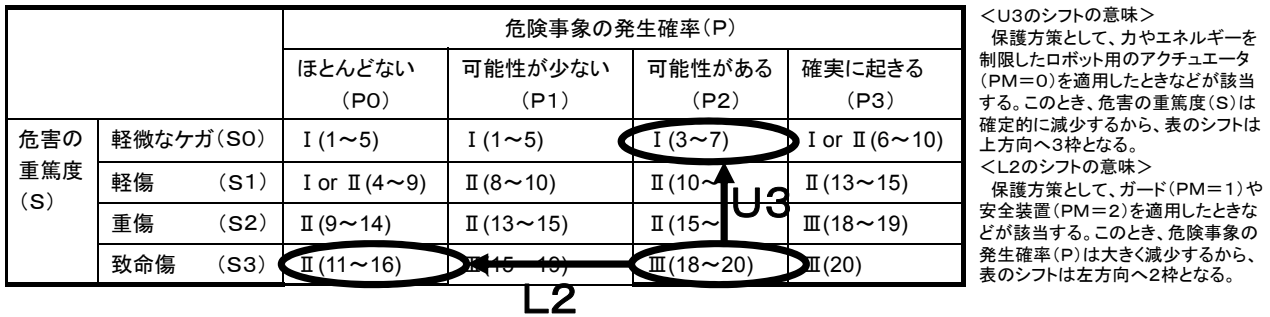 危険事象の発生確率(P)
ほとんどない 可能性が少ない 可能性がある 確実に起きる
(P0) (P1) (P2) (P3)
危害の重篤度(S)
軽微なケガ(S0) Ⅰ(1～5) Ⅰ(1～5) Ⅰ(3～7) Ⅰ or Ⅱ(6～10)
軽傷 (S1) Ⅰ or Ⅱ(4～9) Ⅱ(8～10) Ⅱ(10～ Ⅱ(13～15)
重傷 (S2) Ⅱ(9～14) Ⅱ(13～15) Ⅱ(15～ Ⅲ(18～19)
致命傷 (S3) Ⅱ(11～16) Ⅲ(18～20) Ⅲ(20)
U3
L2
＜U3のシフトの意味＞
保護方策として、力やエネルギーを
制限したロボット用のアクチュエータ
(PM=0)を適用したときなどが該当
する。このとき、危害の重篤度(S)は
確定的に減少するから、表のシフトは
上方向へ3枠となる。
＜L2のシフトの意味＞
保護方策として、ガード(PM=1)や
安全装置(PM=2)を適用したときな
どが該当する。このとき、危険事象の
発生確率(P)は大きく減少するから、
表のシフトは左方向へ2枠となる。